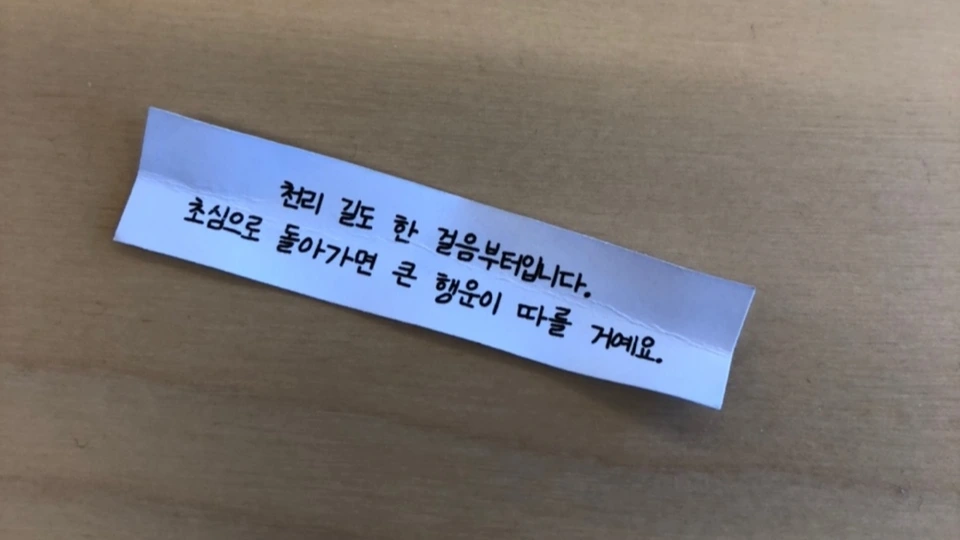 천리 길도 한 걸음부터입니다.
초심으로 돌아가면 큰 행운이 따를 거예요.